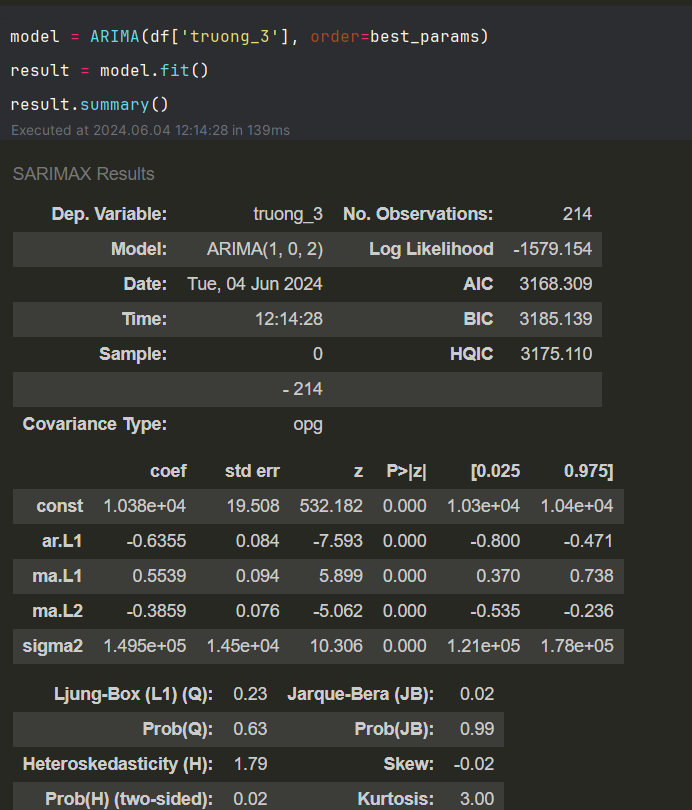 model = ARIMA(df['truong_3'], order=best_params)
result = model.fit()
result.summary()
Executed at 2024.06.04 12:14:28 in 139ms
SARIMAX Results
Dep. Variable: truong_3 No. Observations: 214
Model: ARIMA(1, 0, 2) Log Likelihood -1579.154
Date: Tue, 04 Jun 2024 AIC 3168.309
Time: 12:14:28 BIC 3185.139
Sample: 0 HQIC 3175.110
- 214
Covariance Type: opg
coef std err z P>|z| [0.025 0.975]
const 1.038e+04 19.508 532.182 0.000 1.03e+04 1.04e+04
ar.L1 -0.6355 0.084 -7.593 0.000 -0.800 -0.471
ma.L1 0.5539 0.094 5.899 0.000 0.370 0.738
ma.L2 -0.3859 0.076 -5.062 0.000 -0.535 -0.236
sigma2 1.495e+05 1.45e+04 10.306 0.000 1.21e+05 1.78e+05
Ljung-Box (L1) (Q): 0.23 Jarque-Bera (JB): 0.02
Prob(Q): 0.63 Prob(JB): 0.99
Heteroskedasticity (H): 1.79 Skew: -0.02
Prob(H) (two-sided): 0.02 Kurtosis: 3.00